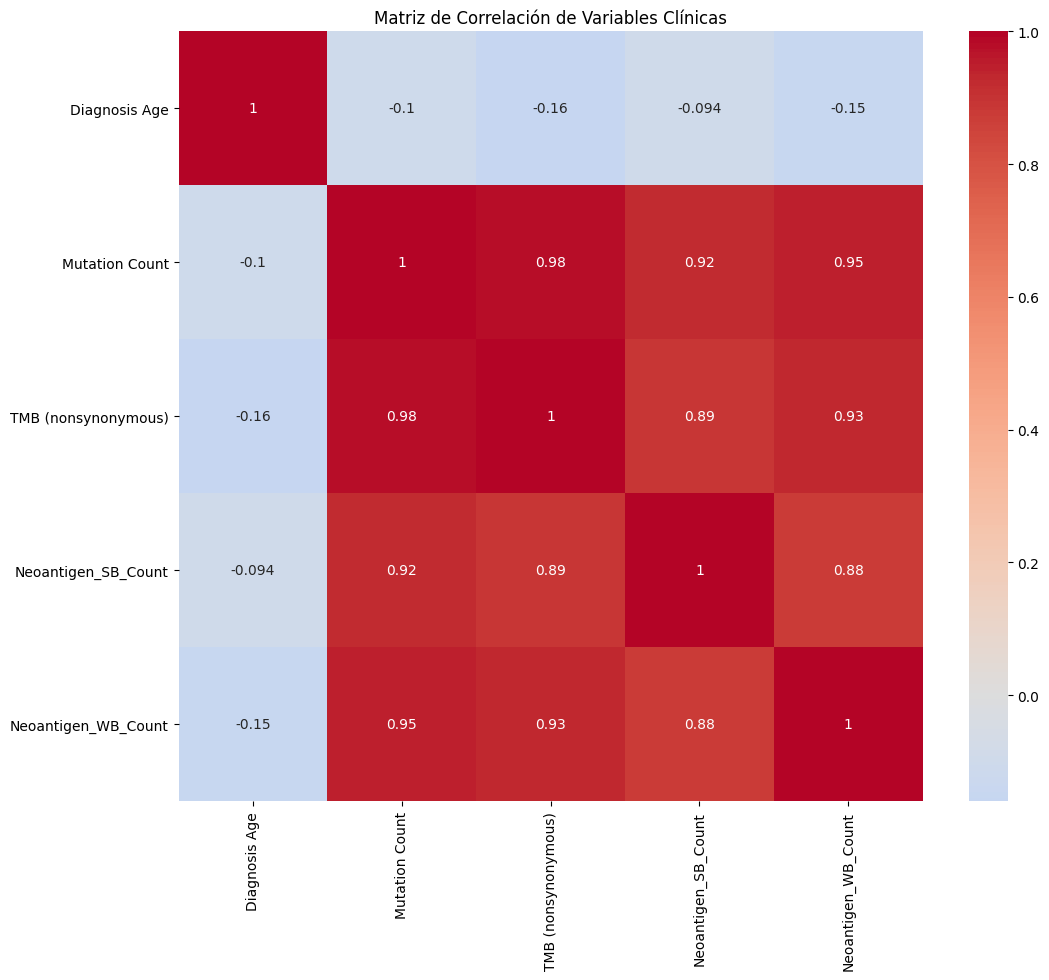 Matriz de Correlación de Variables Clínicas
Diagnosis Age 1 -0.1 -0.16 -0.094 -0.15
Mutation Count -0.1 1 0.98 0.92 0.95
TMB (nonsynonymous) -0.16 0.98 1 0.89 0.93
Neoantigen_SB_Count -0.094 0.92 0.89 1 0.88
Neoantigen_WB_Count -0.15 0.95 0.93 0.88 1
Diagnosis Age
Mutation Count
TMB (nonsynonymous)
Neoantigen_SB_Count
Neoantigen_WB_Count
1.0
0.8
0.6
0.4
0.2
0.0